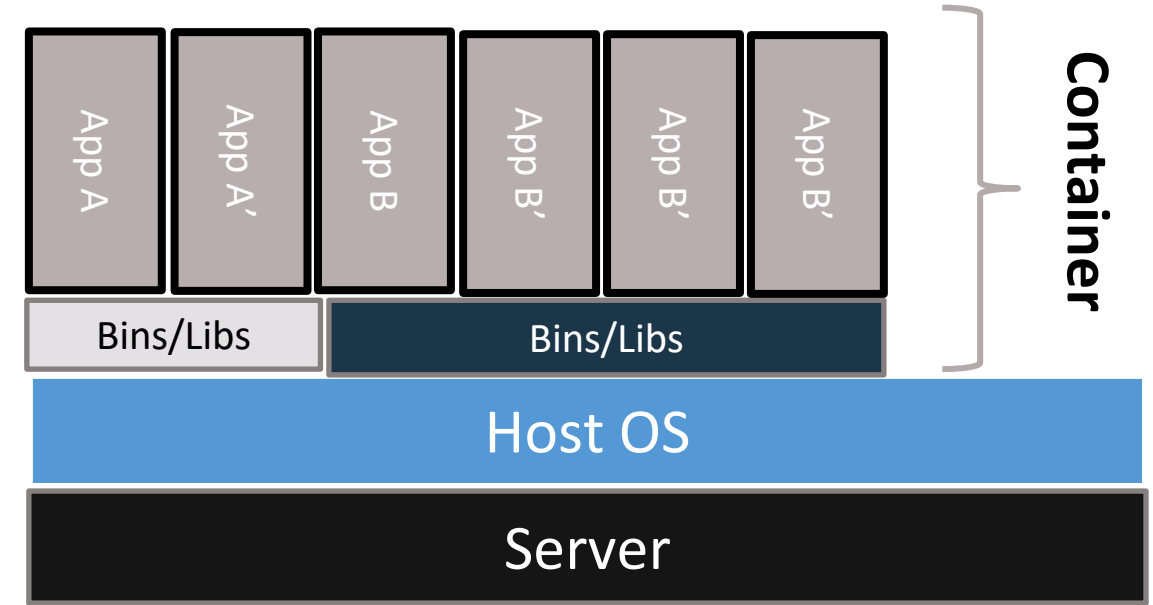 App A
App A’
App B
App B’
App B’
App B’
Container
Bins/Libs
Bins/Libs
Host OS
Server